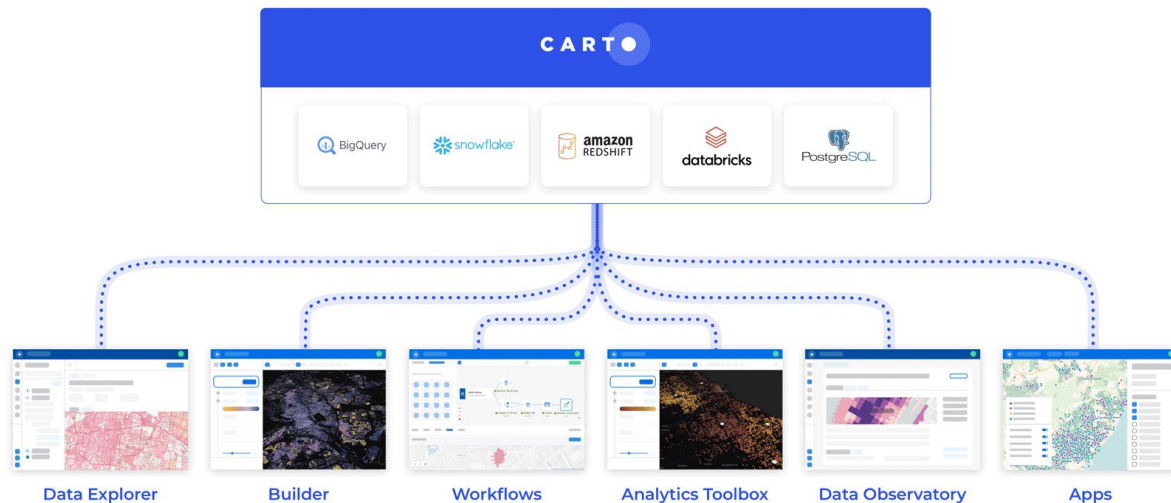 CARTO
BigQuery
snowflake
amazon
REDSHIFT
databricks
PostgreSQL
Data Explorer
Builder
Workflows
Analytics Toolbox
Data Observatory
Apps